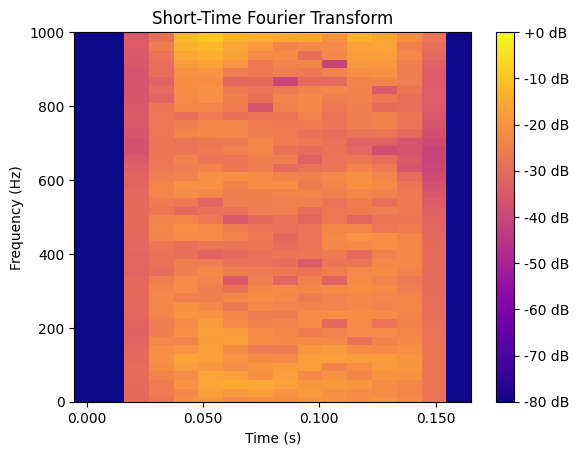 Short-Time Fourier Transform
1000
800
600
400
200
0
Frequency (Hz)
0.000
0.050
0.100
0.150
Time (s)
+0 dB
-10 dB
-20 dB
-30 dB
-40 dB
-50 dB
-60 dB
-70 dB
-80 dB